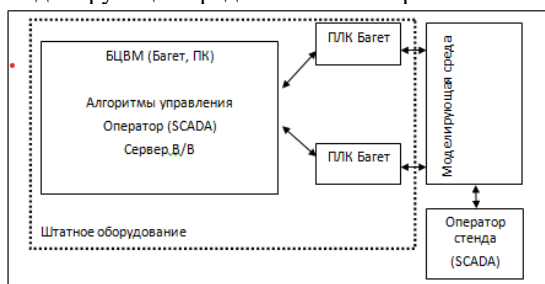 ПЛК Багет
БЦВМ (Багет, ПК)
Алгоритмы управления
Оператор (SCADA)
Сервер В/В
ПЛК Багет
Моделирующая среда
Штатное оборудование
Оператор
стенда
(SCADA)